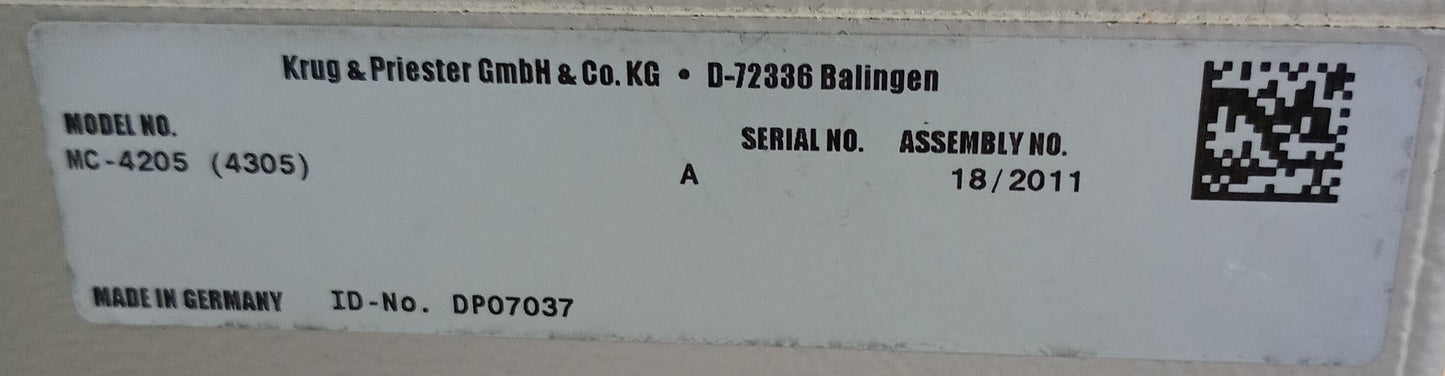 Krug & Priester GmbH & Co. KG • D-72336 Balingen
MODEL NO. SERIAL NO. ASSEMBLY NO.
MC-4205 (4305) A 18/2011
MADE IN GERMANY ID-No. DP07037